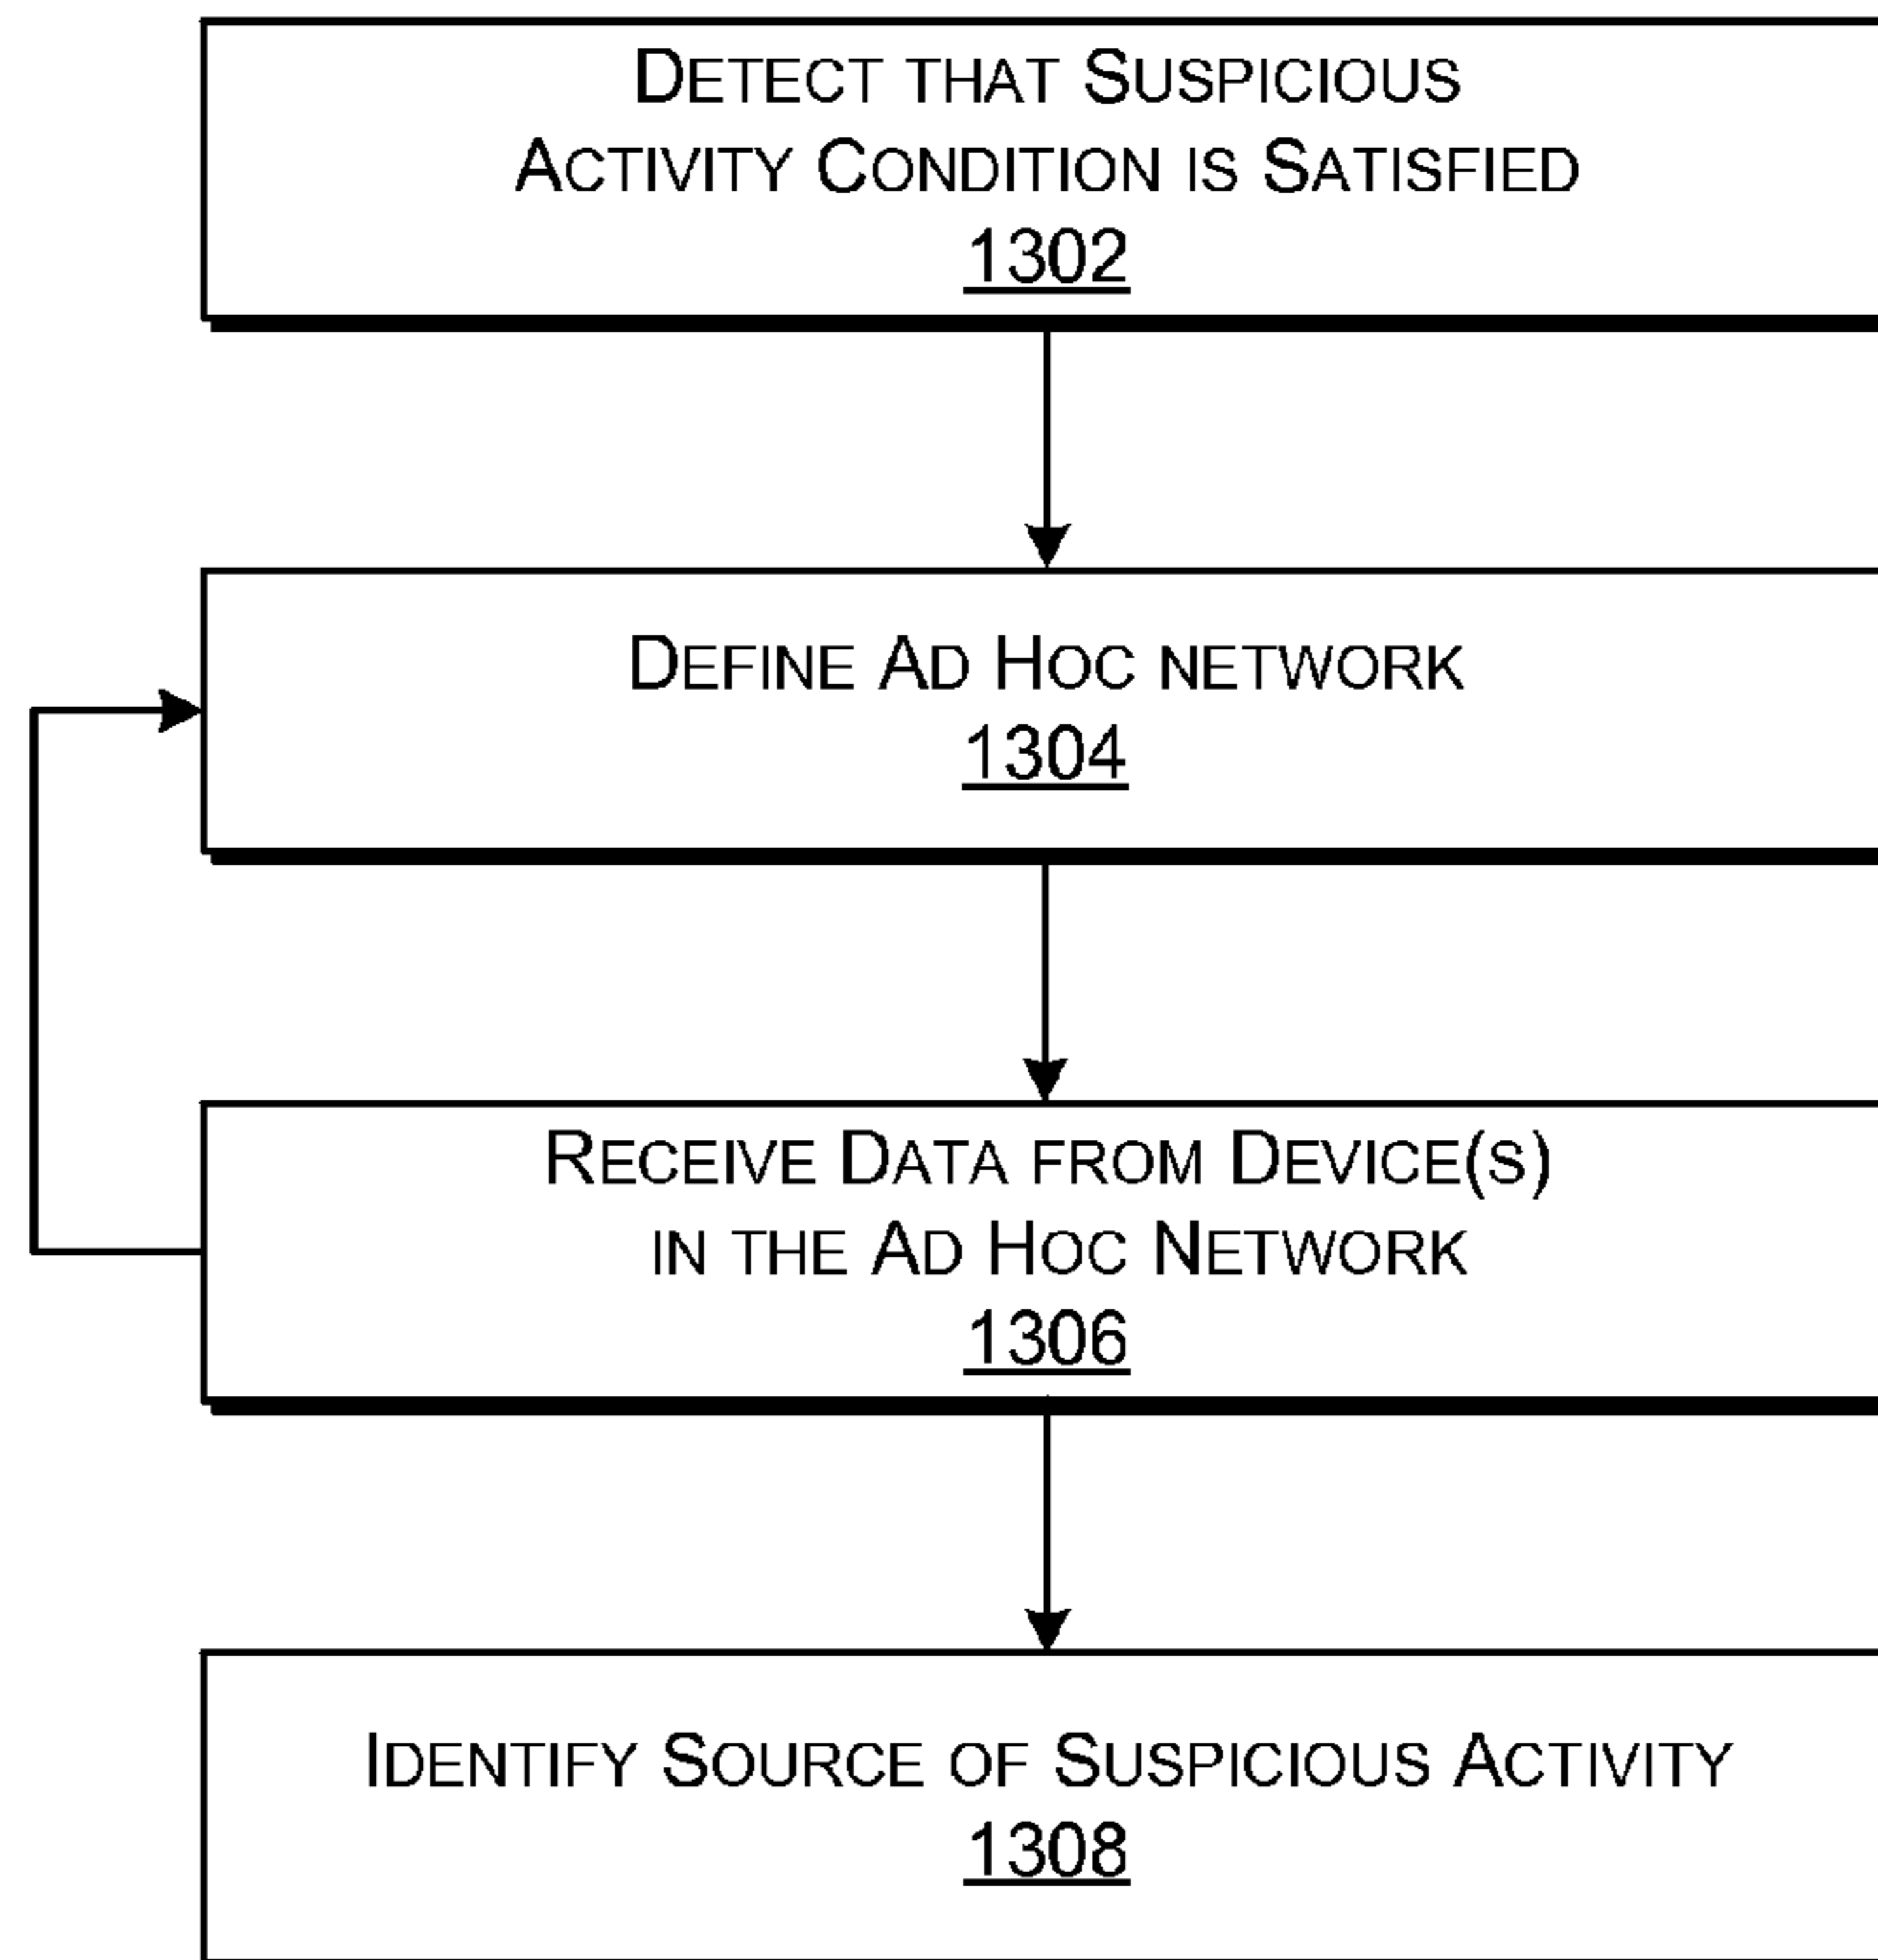 DETECT THAT SUSPICIOUS
ACTIVITY CONDITION IS SATISFIED
1302
DEFINE AD HOC NETWORK
1304
RECEIVE DATA FROM DEVICE(S)
IN THE AD HOC NETWORK
1306
IDENTIFY SOURCE OF SUSPICIOUS ACTIVITY
1308